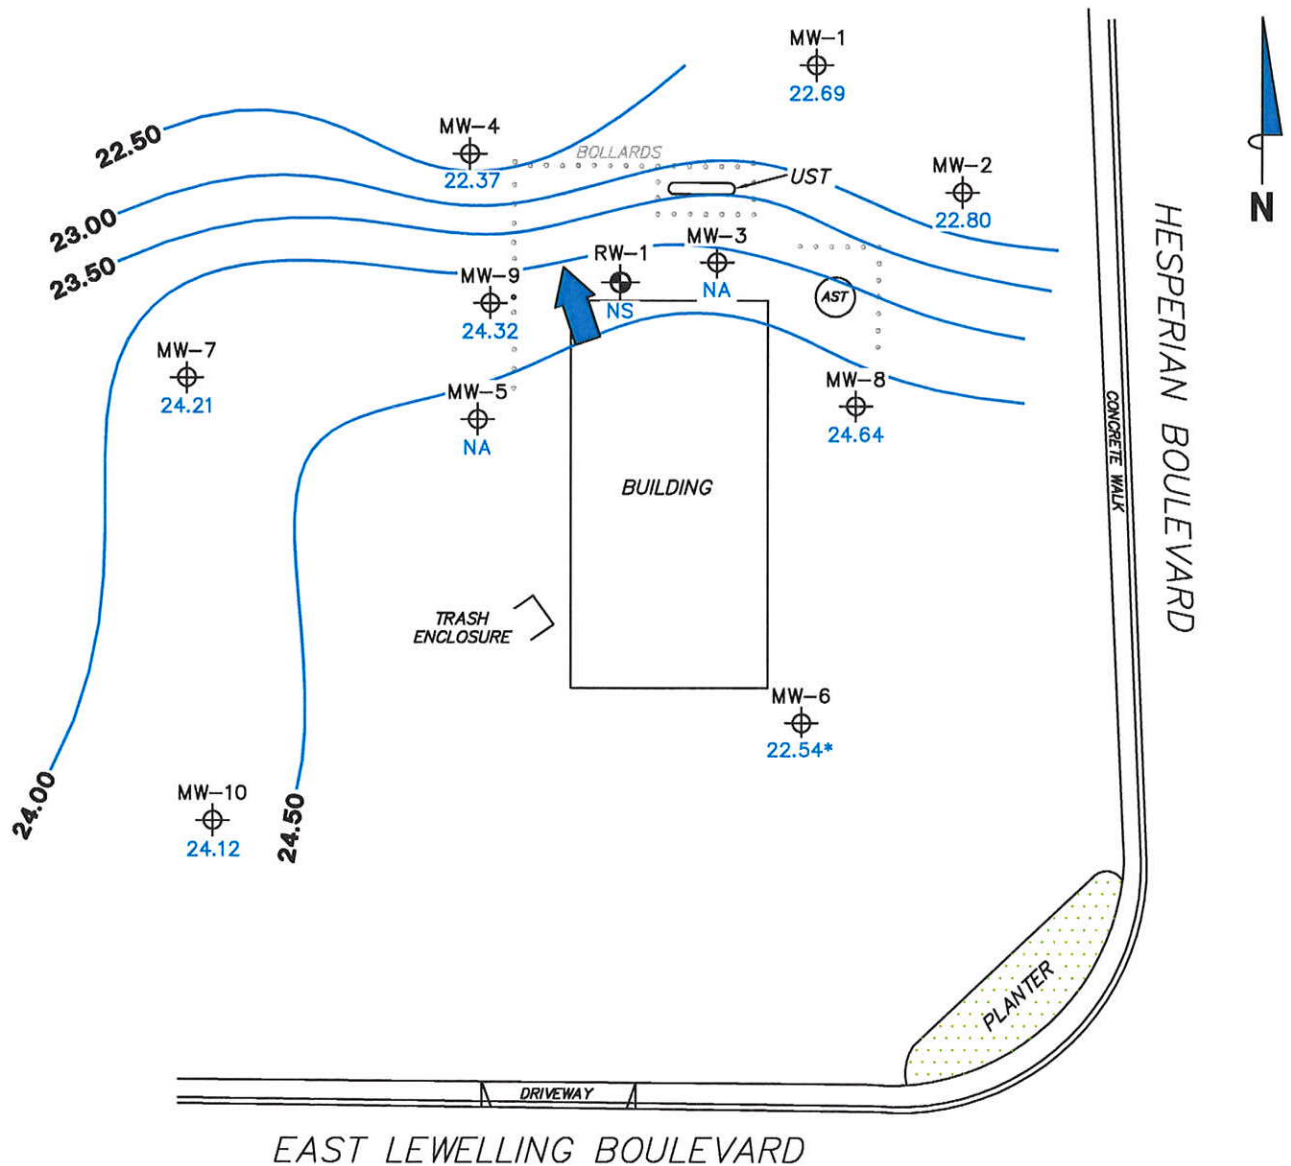 MW-1
22.69
22.50
MW-4
22.37
BOLLARDS
UST
MW-2
22.80
N
23.00
23.50
MW-3
NA
RW-1
NS
MW-9
24.32
AST
MW-7
24.21
MW-5
NA
MW-8
24.64
HESPERIAN BOULEVARD
CONCRETE WALK
BUILDING
TRASH
ENCLOSURE
MW-6
22.54*
24.00
MW-10
24.12
24.50
PLANTER
DRIVEWAY
EAST LEWELLING BOULEVARD